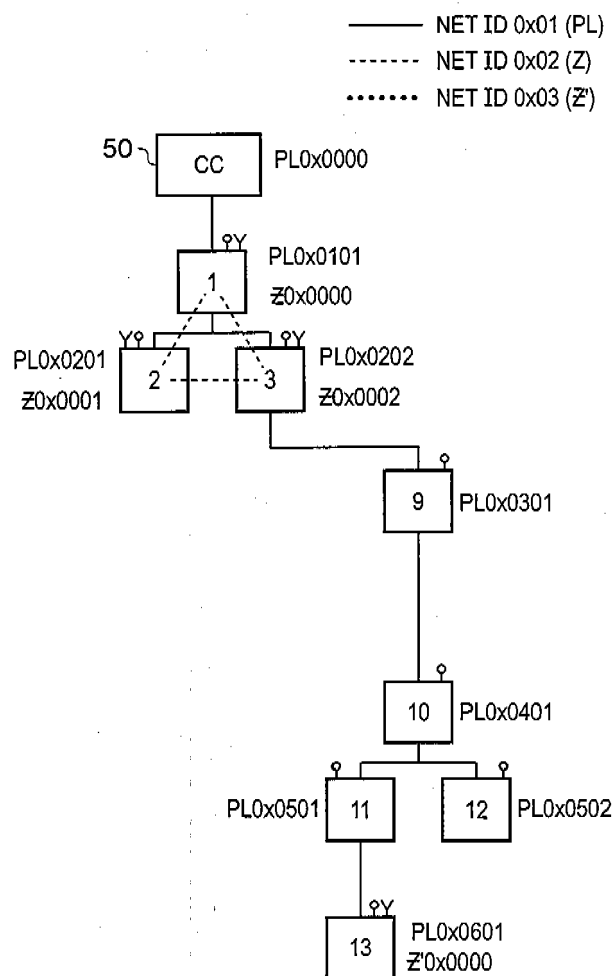 NET ID 0x01 (PL)
NET ID 0x02 (Z)
NET ID 0x03 (Z')
50
CC
PL0x0000
1
PL0x0101
Z0x0000
PL0x0201
Z0x0001
2
3
PL0x0202
Z0x0002
9
PL0x0301
10
PL0x0401
PL0x0501
11
12
PL0x0502
13
PL0x0601
Z'0x0000